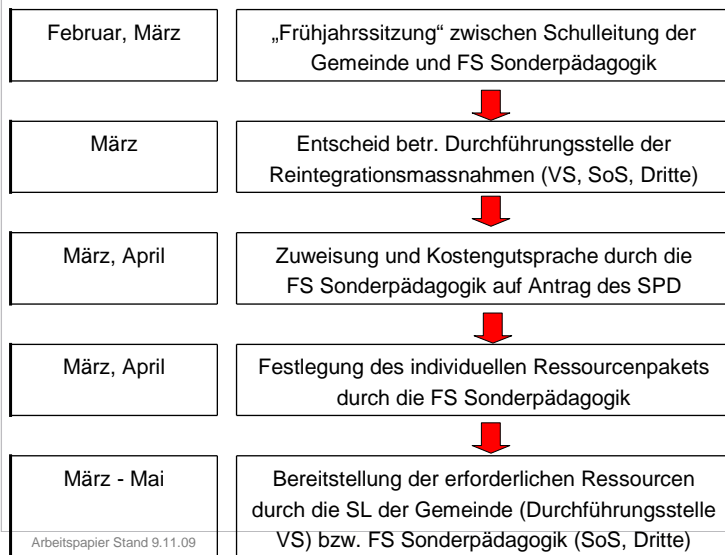 Februar, März
„Frühjahrssitzung“ zwischen Schulleitung der
Gemeinde und FS Sonderpädagogik
März
Entscheid betr. Durchführungsstelle der
Reintegrationsmassnahmen (VS, SoS, Dritte)
März, April
Zuweisung und Kostengutsprache durch die
FS Sonderpädagogik auf Antrag des SPD
März, April
Festlegung des individuellen Ressourcenpakets
durch die FS Sonderpädagogik
März - Mai
Bereitstellung der erforderlichen Ressourcen
durch die SL der Gemeinde (Durchführungsstelle
VS) bzw. FS Sonderpädagogik (SoS, Dritte)
Arbeitspapier Stand 9.11.09